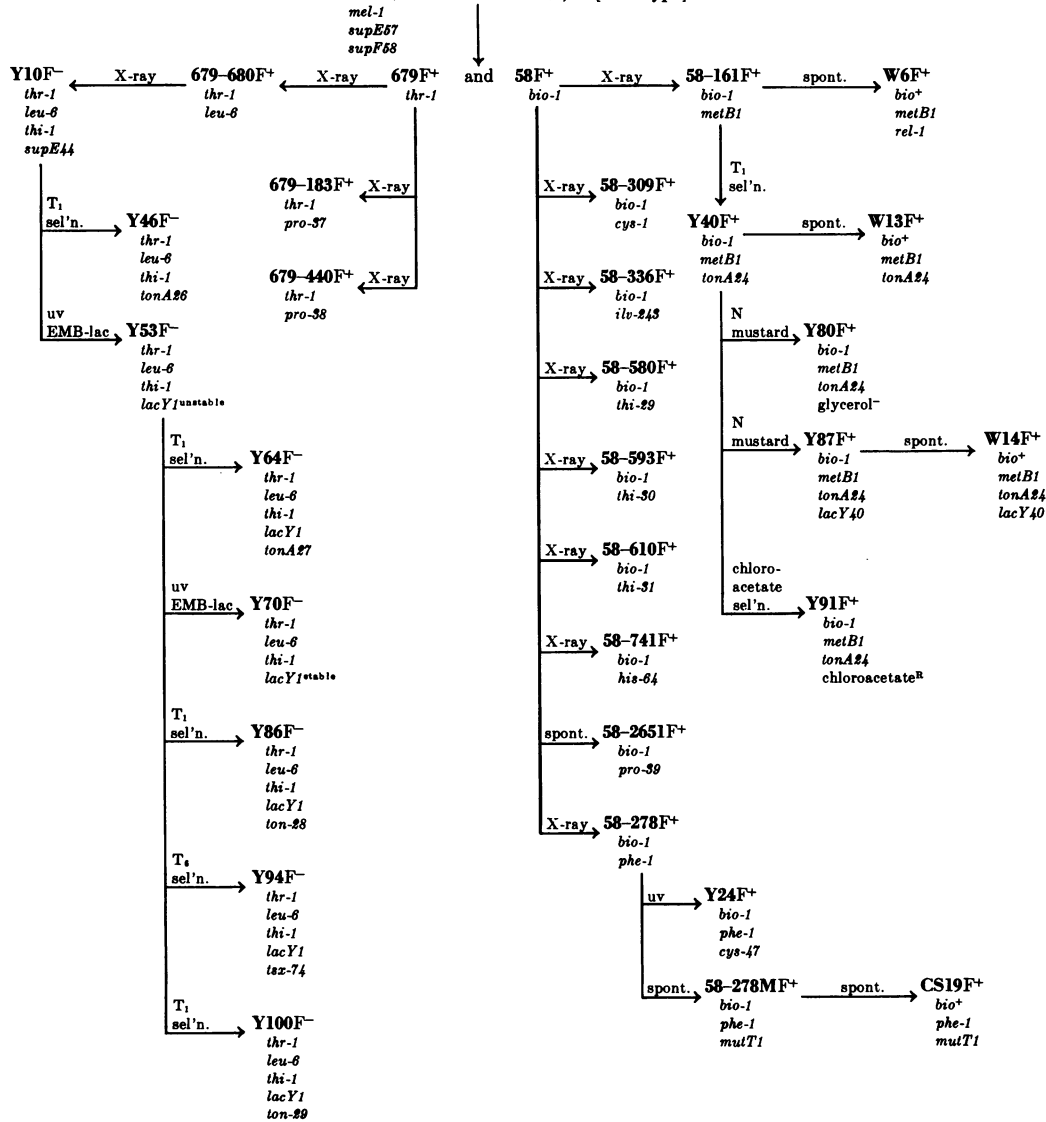 mel-1
supE57
supF58
Y10F⁻
X-ray
679–680F⁺
X-ray
679F⁺
and
58F⁺
X-ray
58–161F⁺
spont.
W6F⁺
thr-1
leu-6
thi-1
supE44
thr-1
leu-6
thr-1
bio-1
bio-1
metB1
bio⁺
metB1
rel-1
T₁
sel'n.
Y46F⁻
thr-1
leu-6
thi-1
tonA26
uv
EMB-lac
Y53F⁻
thr-1
leu-6
thi-1
lacY1ᵘⁿˢᵗᵃᵇˡᵉ
T₁
sel'n.
Y64F⁻
thr-1
leu-6
thi-1
lacY1
tonA27
uv
EMB-lac
Y70F⁻
thr-1
leu-6
thi-1
lacY1ˢᵗᵃᵇˡᵉ
T₁
sel'n.
Y86F⁻
thr-1
leu-6
thi-1
lacY1
ton-28
T₆
sel'n.
Y94F⁻
thr-1
leu-6
thi-1
lacY1
tsx-74
T₁
sel'n.
Y100F⁻
thr-1
leu-6
thi-1
lacY1
ton-29
679–183F⁺
X-ray
thr-1
pro-37
679–440F⁺
X-ray
thr-1
pro-38
X-ray
58–309F⁺
bio-1
cys-1
X-ray
58–336F⁺
bio-1
ilv-243
X-ray
58–580F⁺
bio-1
thi-29
X-ray
58–593F⁺
bio-1
thi-30
X-ray
58–610F⁺
bio-1
thi-31
X-ray
58–741F⁺
bio-1
his-64
spont.
58–2651F⁺
bio-1
pro-39
X-ray
58–278F⁺
bio-1
phe-1
uv
Y24F⁺
bio-1
phe-1
cys-47
spont.
58–278MF⁺
spont.
CS19F⁺
bio-1
phe-1
mutT1
bio⁺
phe-1
mutT1
T₁
sel'n.
Y40F⁺
spont.
W13F⁺
bio-1
metB1
tonA24
bio⁺
metB1
tonA24
N
mustard
Y80F⁺
bio-1
metB1
tonA24
glycerol⁻
N
mustard
Y87F⁺
spont.
W14F⁺
bio-1
metB1
tonA24
lacY40
bio⁺
metB1
tonA24
lacY40
chloro-
acetate
sel'n.
Y91F⁺
bio-1
metB1
tonA24
chloroacetateᴿ